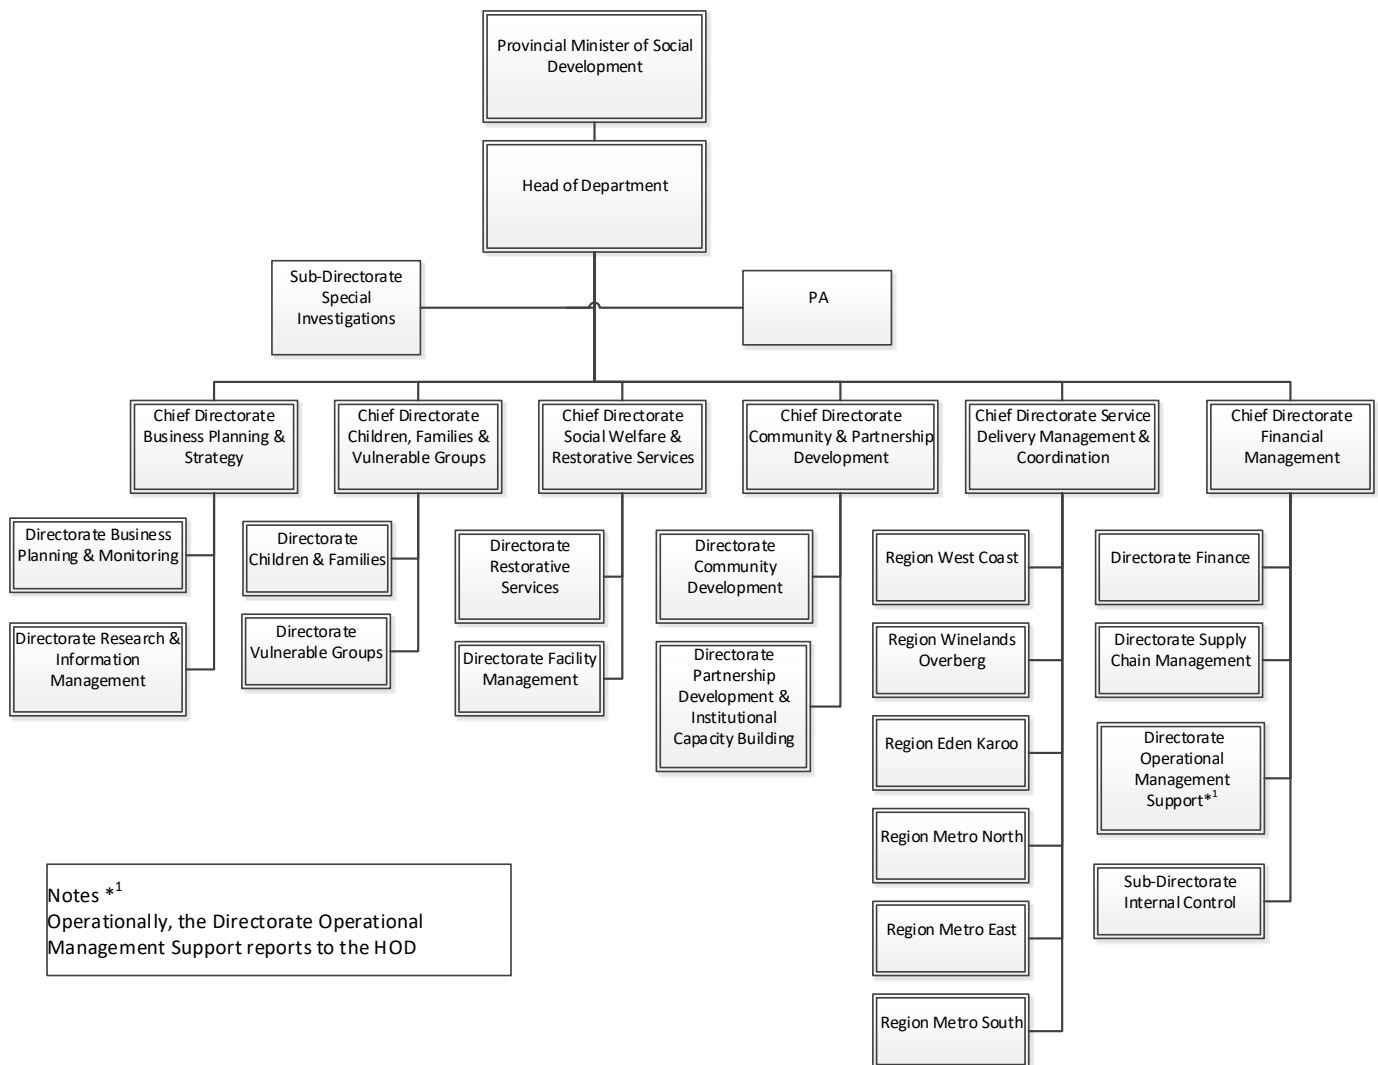 Provincial Minister of Social
Development
Head of Department
Sub-Directorate
Special
Investigations
PA
Chief Directorate
Business Planning &
Strategy
Chief Directorate
Children, Families &
Vulnerable Groups
Chief Directorate
Social Welfare &
Restorative Services
Chief Directorate
Community & Partnership
Development
Chief Directorate Service
Delivery Management &
Coordination
Chief Directorate
Financial
Management
Directorate Business
Planning & Monitoring
Directorate Research &
Information
Management
Directorate
Children & Families
Directorate
Vulnerable Groups
Directorate
Restorative
Services
Directorate Facility
Management
Directorate
Community
Development
Directorate
Partnership
Development &
Institutional
Capacity Building
Region West Coast
Region Winelands
Overberg
Region Eden Karoo
Region Metro North
Region Metro East
Region Metro South
Directorate Finance
Directorate Supply
Chain Management
Directorate
Operational
Management
Support*1
Sub-Directorate
Internal Control
Notes *1
Operationally, the Directorate Operational
Management Support reports to the HOD